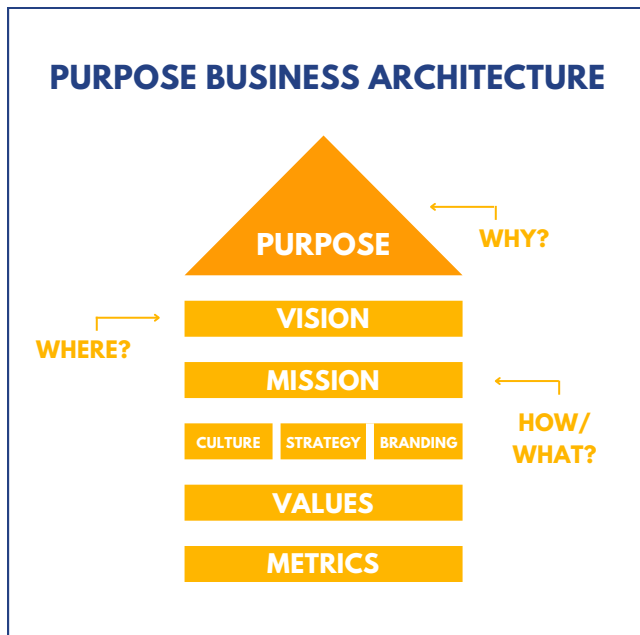 PURPOSE BUSINESS ARCHITECTURE
PURPOSE
WHY?
VISION
WHERE?
MISSION
HOW/
WHAT?
CULTURE
STRATEGY
BRANDING
VALUES
METRICS